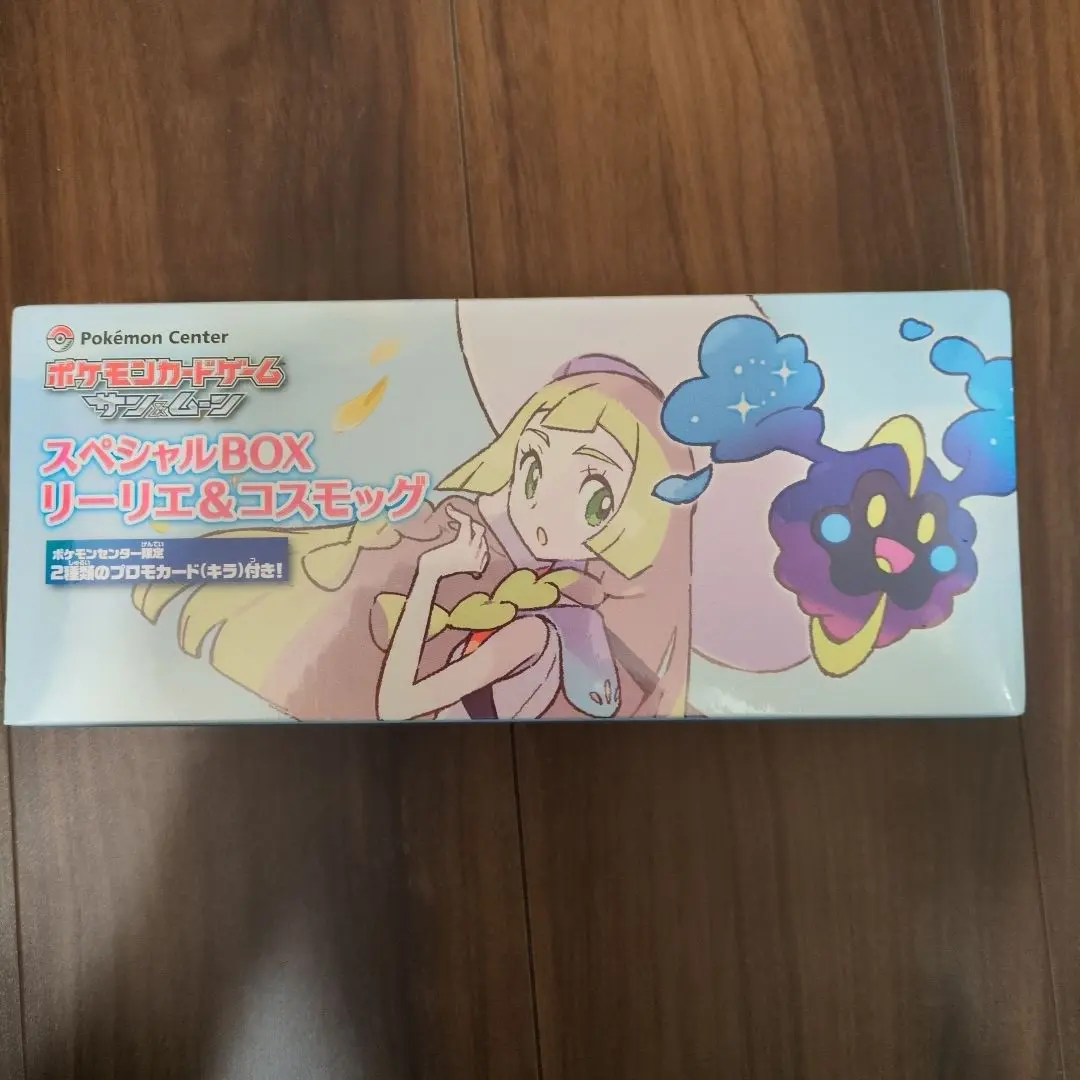 Pokémon Center
ポケモンカードゲーム
サン&ムーン
スペシャルBOX
リーリエ&コスモッグ
ポケモンセンター限定
2種類のプロモカード(キラ)付き!